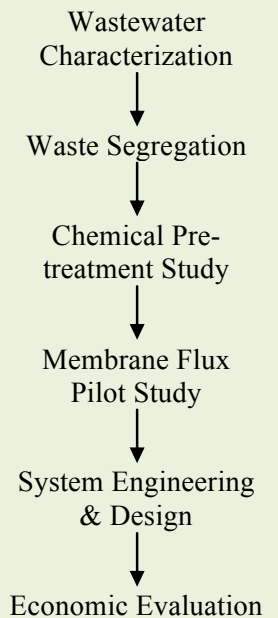 Wastewater
Characterization
Waste Segregation
Chemical Pre-
treatment Study
Membrane Flux
Pilot Study
System Engineering
& Design
Economic Evaluation